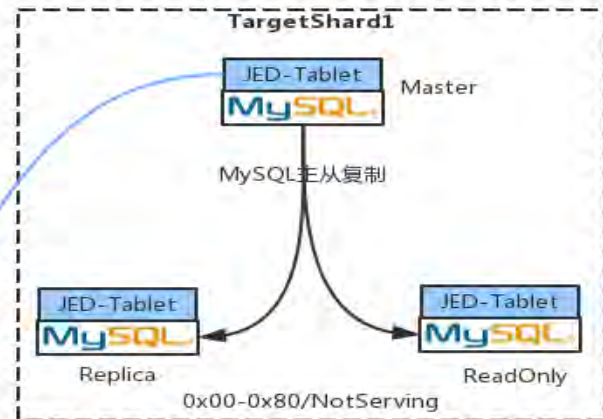 TargetShard1
JED-Tablet
MySQL
Master
MySQL主从复制
JED-Tablet
MySQL
Replica
JED-Tablet
MySQL
ReadOnly
0x00-0x80/NotServing